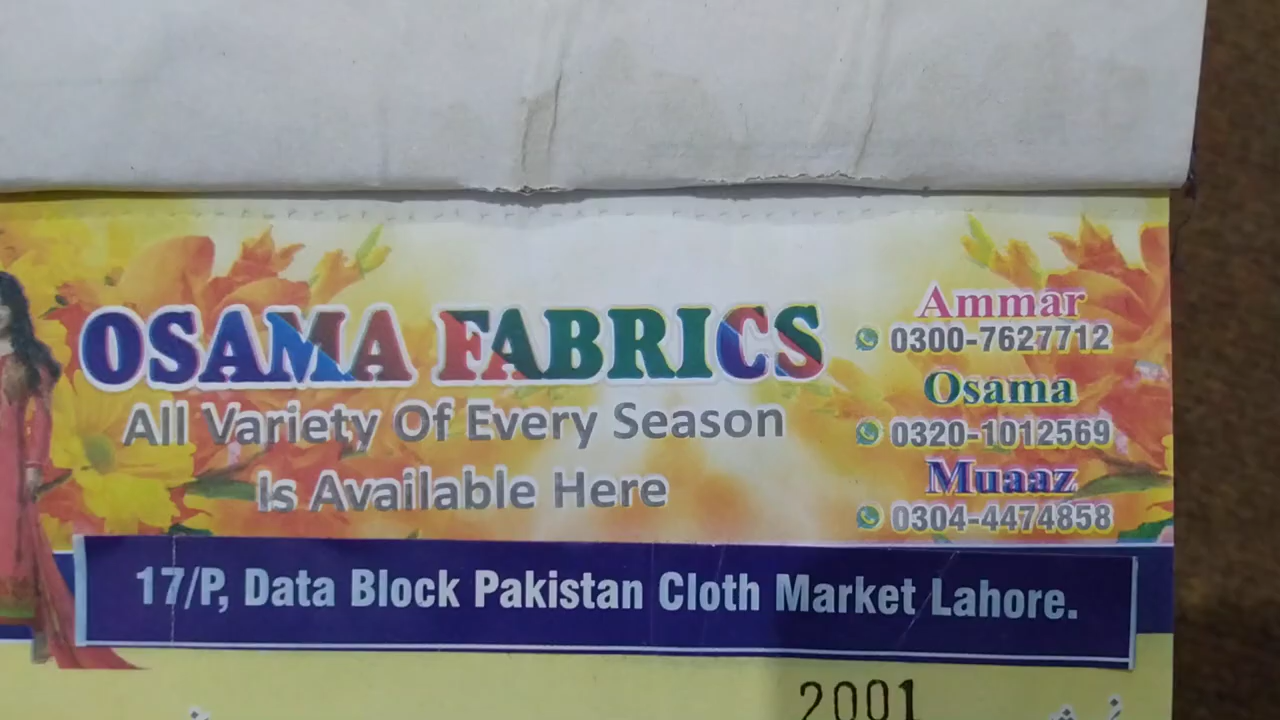 OSAMA FABRICS
All Variety Of Every Season
Is Available Here
Ammar
0300-7627712
Osama
0320-1012569
Muaaz
0304-4474858
17/P, Data Block Pakistan Cloth Market Lahore.
2001